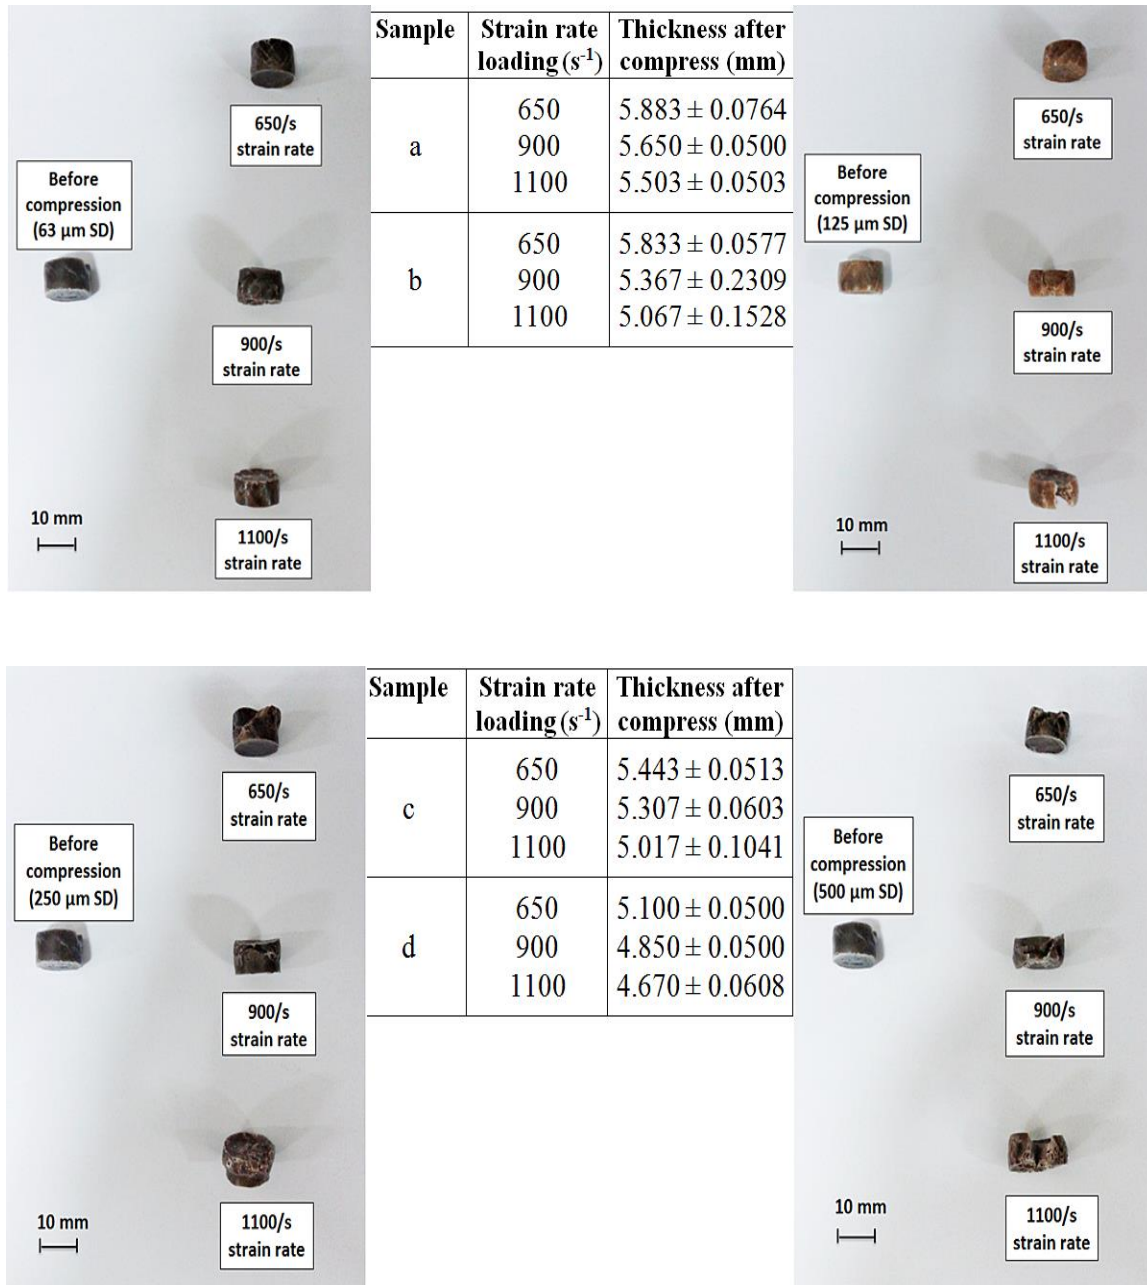 650/s
strain rate
Before
compression
(63 µm SD)
900/s
strain rate
10 mm
1100/s
strain rate
Sample Strain rate loading (s⁻¹) Thickness after compress (mm)
a
650 5.883 ± 0.0764
900 5.650 ± 0.0500
1100 5.503 ± 0.0503
b
650 5.833 ± 0.0577
900 5.367 ± 0.2309
1100 5.067 ± 0.1528
650/s
strain rate
Before
compression
(125 µm SD)
900/s
strain rate
10 mm
1100/s
strain rate
650/s
strain rate
Before
compression
(250 µm SD)
900/s
strain rate
10 mm
1100/s
strain rate
Sample Strain rate loading (s⁻¹) Thickness after compress (mm)
c
650 5.443 ± 0.0513
900 5.307 ± 0.0603
1100 5.017 ± 0.1041
d
650 5.100 ± 0.0500
900 4.850 ± 0.0500
1100 4.670 ± 0.0608
650/s
strain rate
Before
compression
(500 µm SD)
900/s
strain rate
10 mm
1100/s
strain rate